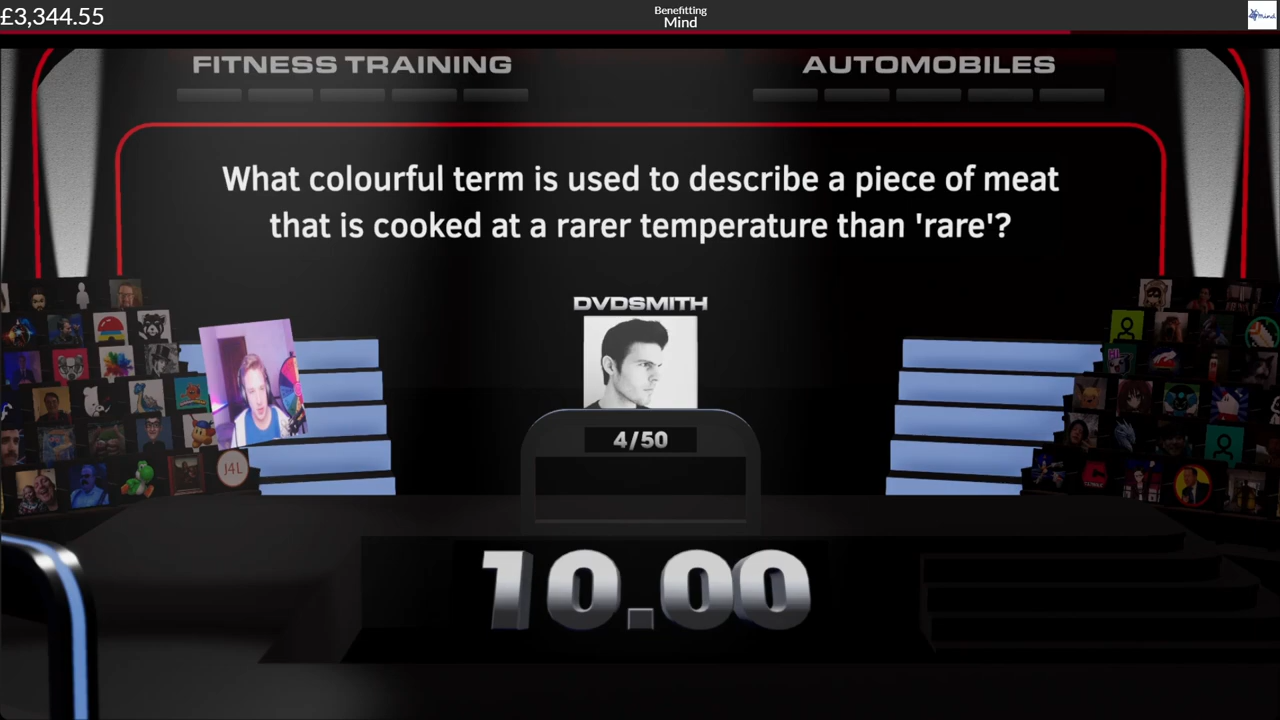 £3,344.55
Benefitting
Mind
mind
FITNESS TRAINING
AUTOMOBILES
What colourful term is used to describe a piece of meat
that is cooked at a rarer temperature than 'rare'?
DVDSMITH
4/50
J4L
10.00